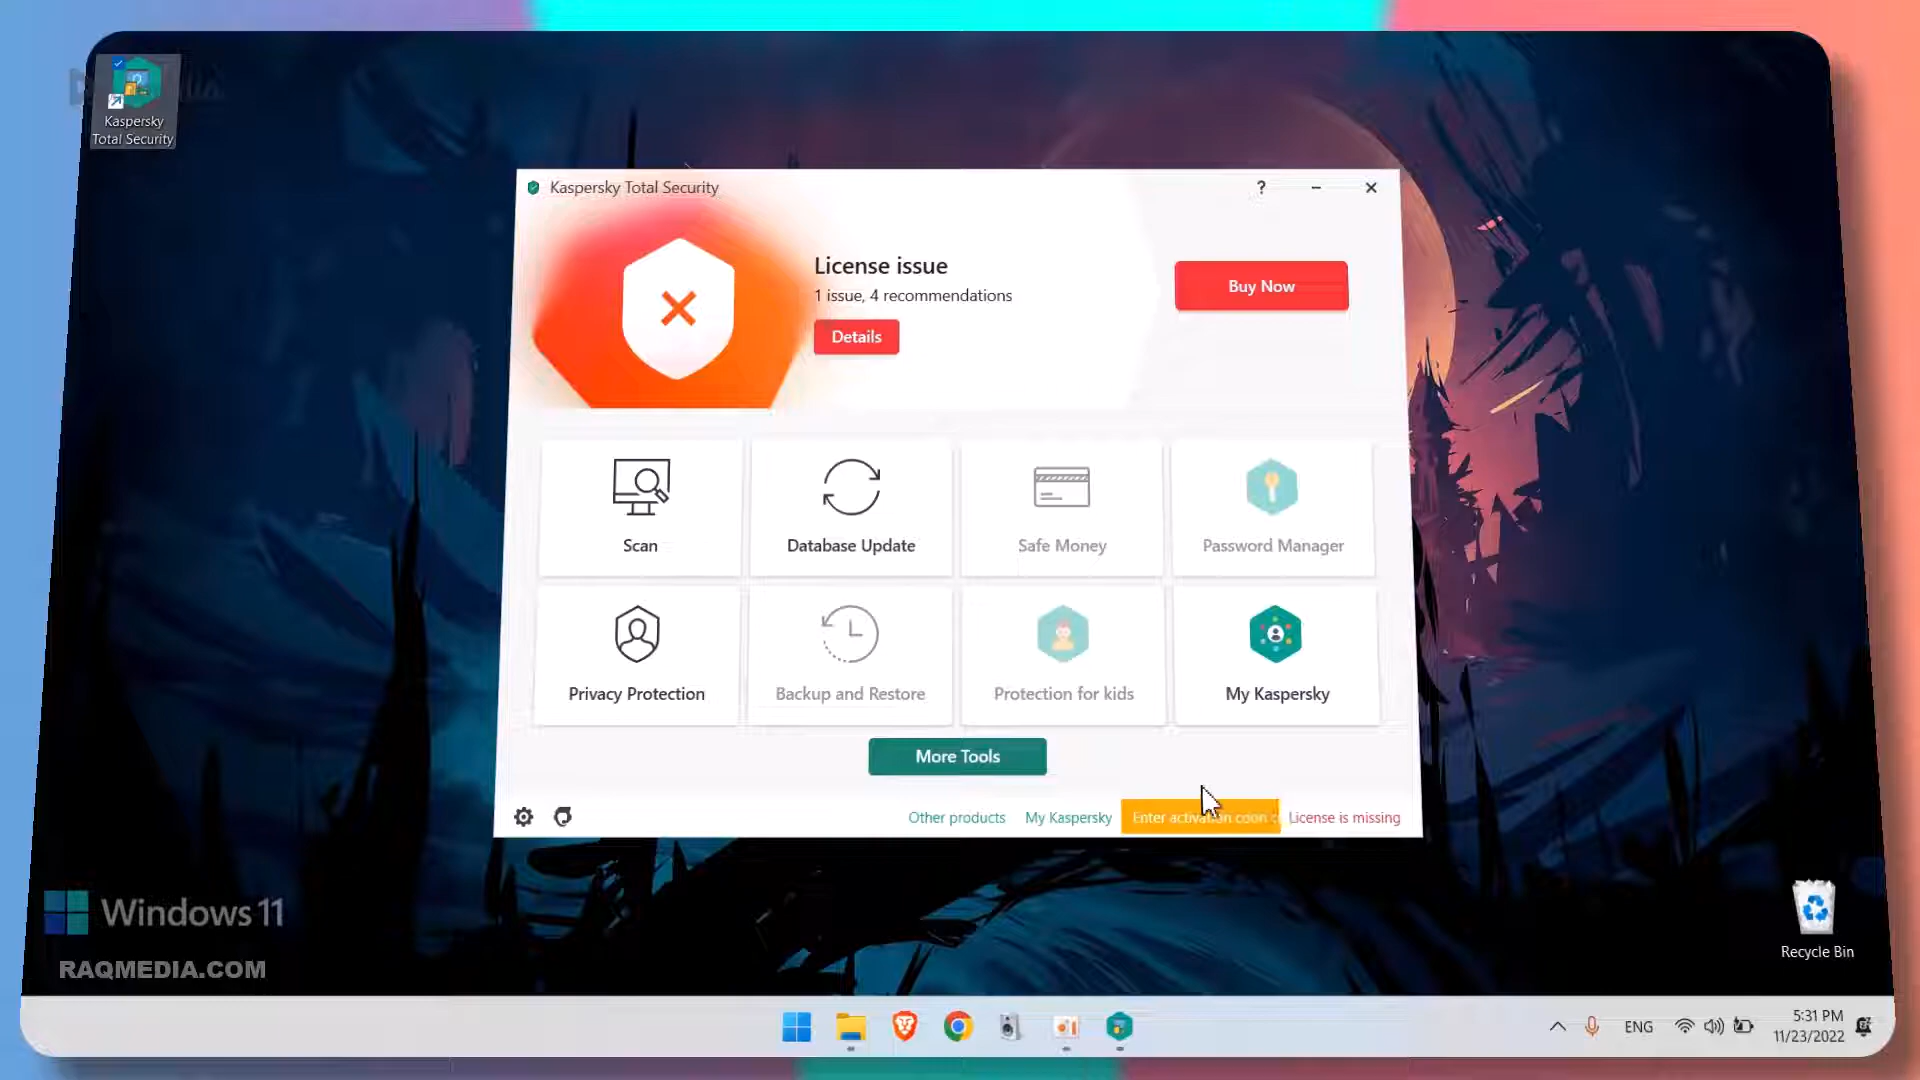 Kaspersky
Total Security
Kaspersky Total Security
?
License issue
1 issue, 4 recommendations
Buy Now
Details
Scan
Database Update
Safe Money
Password Manager
Privacy Protection
Backup and Restore
Protection for kids
My Kaspersky
More Tools
Other products
My Kaspersky
Enter activation
License is missing
Windows 11
RAQMEDIA.COM
Recycle Bin
ENG
5:31 PM
11/23/2022